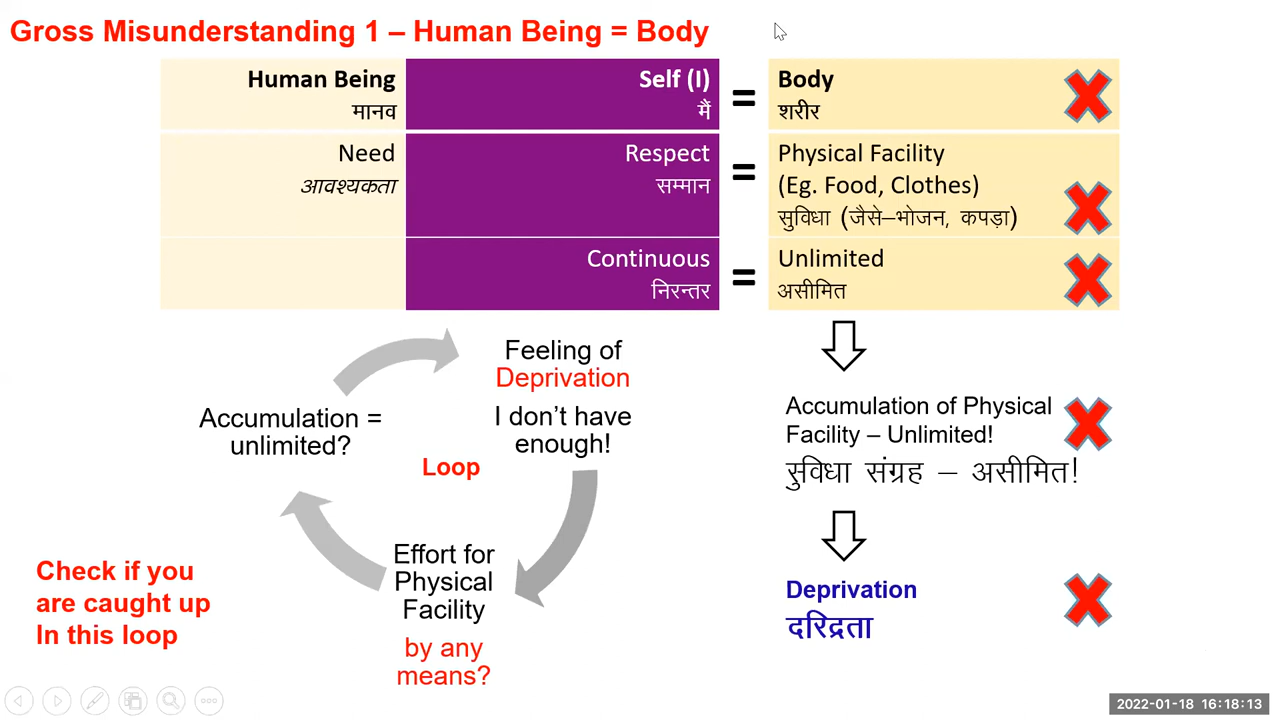 Gross Misunderstanding 1 – Human Being = Body
Human Being
मानव
Self (I)
मैं
=
Body
शरीर
Need
आवश्यकता
Respect
सम्मान
=
Physical Facility
(Eg. Food, Clothes)
सुविधा (जैसे–भोजन, कपड़ा)
Continuous
निरन्तर
=
Unlimited
असीमित
Feeling of
Deprivation
I don't have
enough!
Accumulation =
unlimited?
Loop
Effort for
Physical
Facility
by any
means?
Check if you
are caught up
In this loop
Accumulation of Physical
Facility – Unlimited!
सुविधा संग्रह – असीमित!
Deprivation
दरिद्रता
2022-01-18 16:18:13